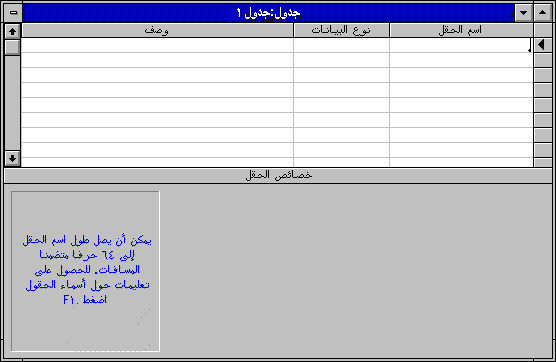 جدول:جدول ١
اسم الحقل
نوع البيانات
وصف
خصائص الحقل
يمكن أن يصل طول اسم الحقل
إلى ٦٤ حرفا متضمنا
المسافات. للحصول على
تعليمات حول أسماء الحقول
اضغط F١.